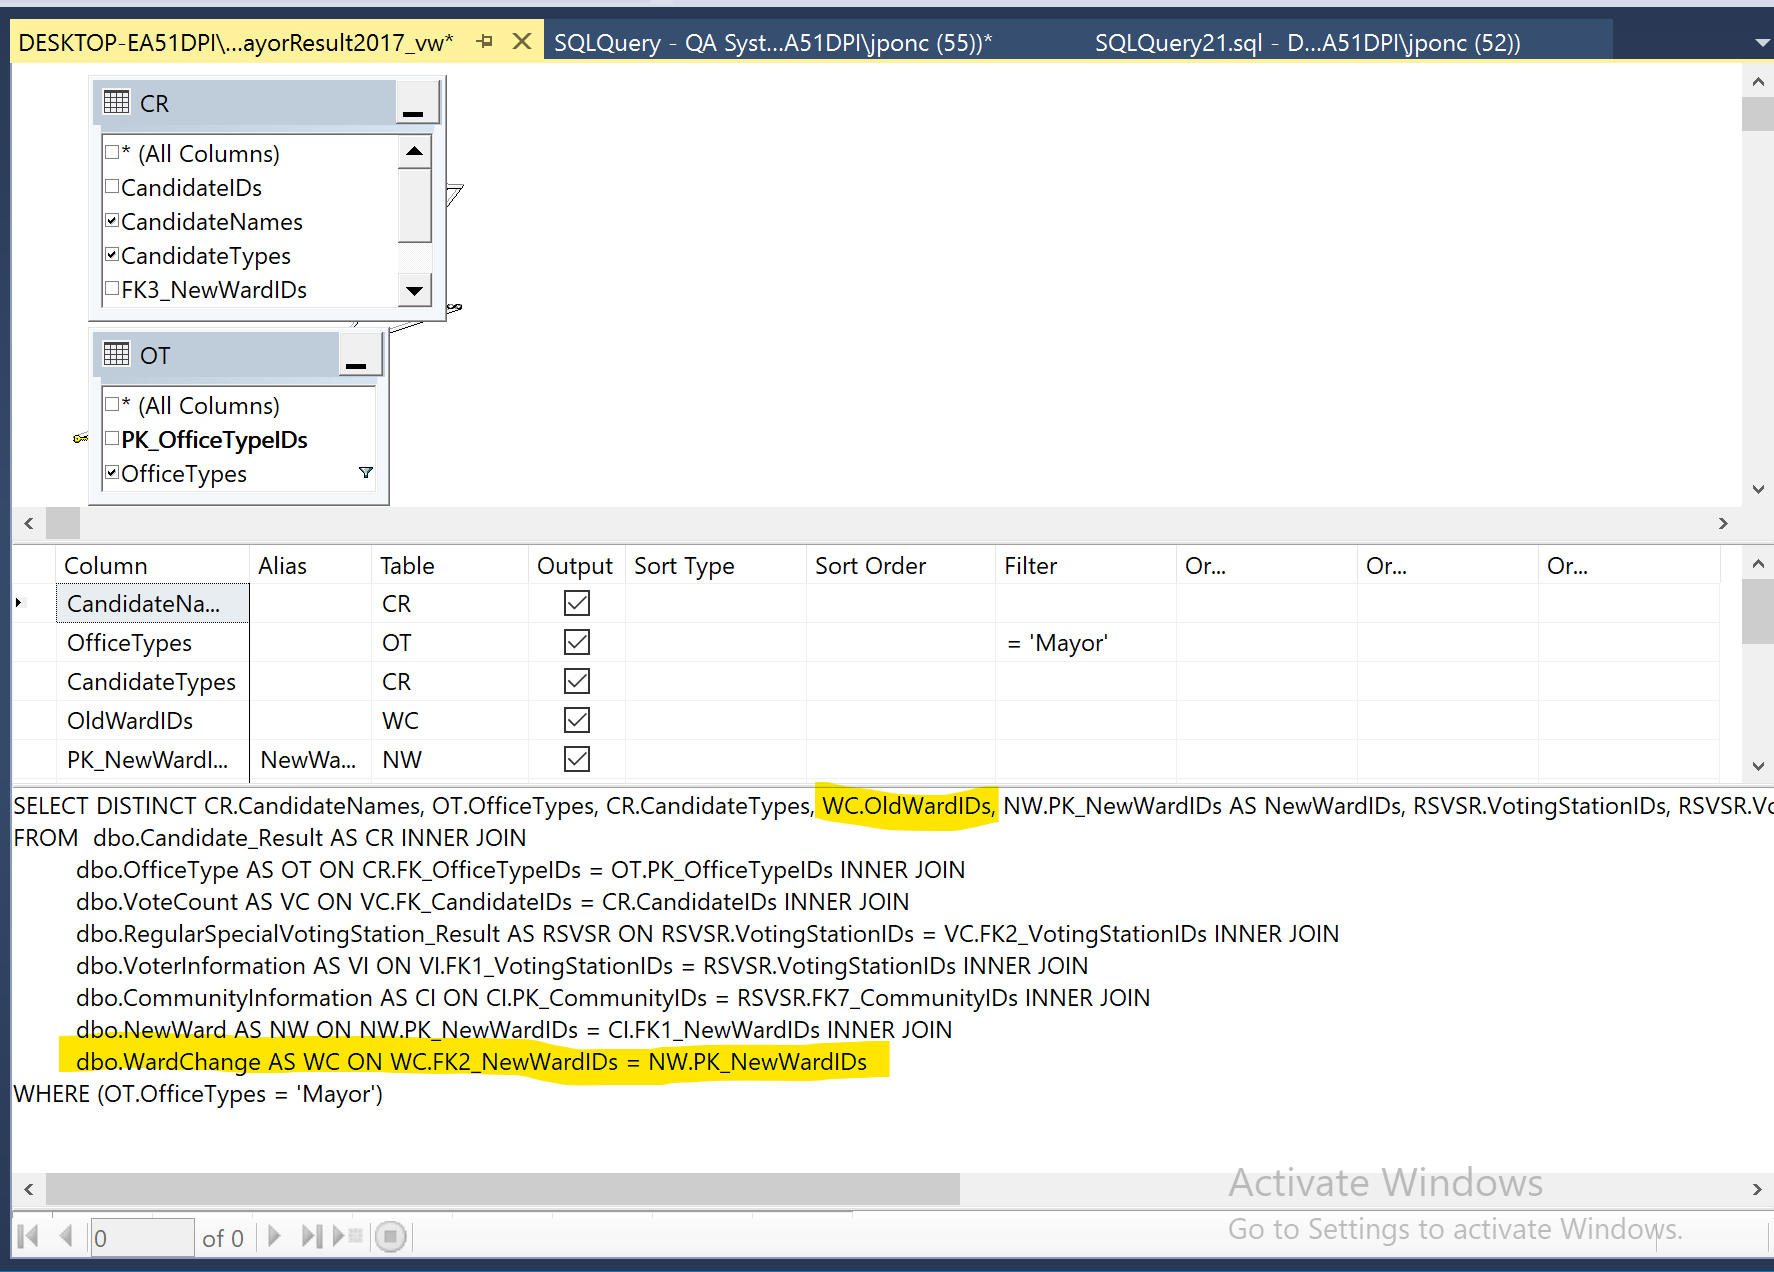 DESKTOP-EA51DPI\...ayorResult2017_vw* SQLQuery - QA Syst...A51DPI\jponc (55))* SQLQuery21.sql - D...A51DPI\jponc (52))
CR
* (All Columns)
CandidateIDs
CandidateNames
CandidateTypes
FK3_NewWardIDs
OT
* (All Columns)
PK_OfficeTypeIDs
OfficeTypes
Column Alias Table Output Sort Type Sort Order Filter Or... Or... Or...
CandidateNa... CR
OfficeTypes OT = 'Mayor'
CandidateTypes CR
OldWardIDs WC
PK_NewWardI... NewWa... NW
SELECT DISTINCT CR.CandidateNames, OT.OfficeTypes, CR.CandidateTypes, WC.OldWardIDs, NW.PK_NewWardIDs AS NewWardIDs, RSVSR.VotingStationIDs, RSVSR.Vo
FROM dbo.Candidate_Result AS CR INNER JOIN
dbo.OfficeType AS OT ON CR.FK_OfficeTypeIDs = OT.PK_OfficeTypeIDs INNER JOIN
dbo.VoteCount AS VC ON VC.FK_CandidateIDs = CR.CandidateIDs INNER JOIN
dbo.RegularSpecialVotingStation_Result AS RSVSR ON RSVSR.VotingStationIDs = VC.FK2_VotingStationIDs INNER JOIN
dbo.VoterInformation AS VI ON VI.FK1_VotingStationIDs = RSVSR.VotingStationIDs INNER JOIN
dbo.CommunityInformation AS CI ON CI.PK_CommunityIDs = RSVSR.FK7_CommunityIDs INNER JOIN
dbo.NewWard AS NW ON NW.PK_NewWardIDs = CI.FK1_NewWardIDs INNER JOIN
dbo.WardChange AS WC ON WC.FK2_NewWardIDs = NW.PK_NewWardIDs
WHERE (OT.OfficeTypes = 'Mayor')
Activate Windows
Go to Settings to activate Windows.
0 of 0